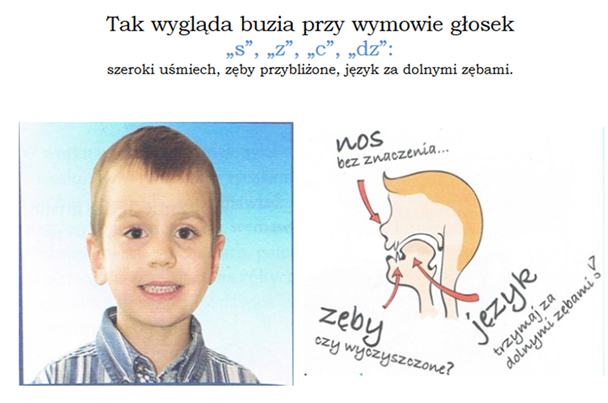 Tak wygląda buzia przy wymowie głosek
„s”, „z”, „c”, „dz”:
szeroki uśmiech, zęby przybliżone, język za dolnymi zębami.
nos
bez znaczenia...
zęby
czy wyczyszczone?
język
trzymaj za
dolnymi zębami!